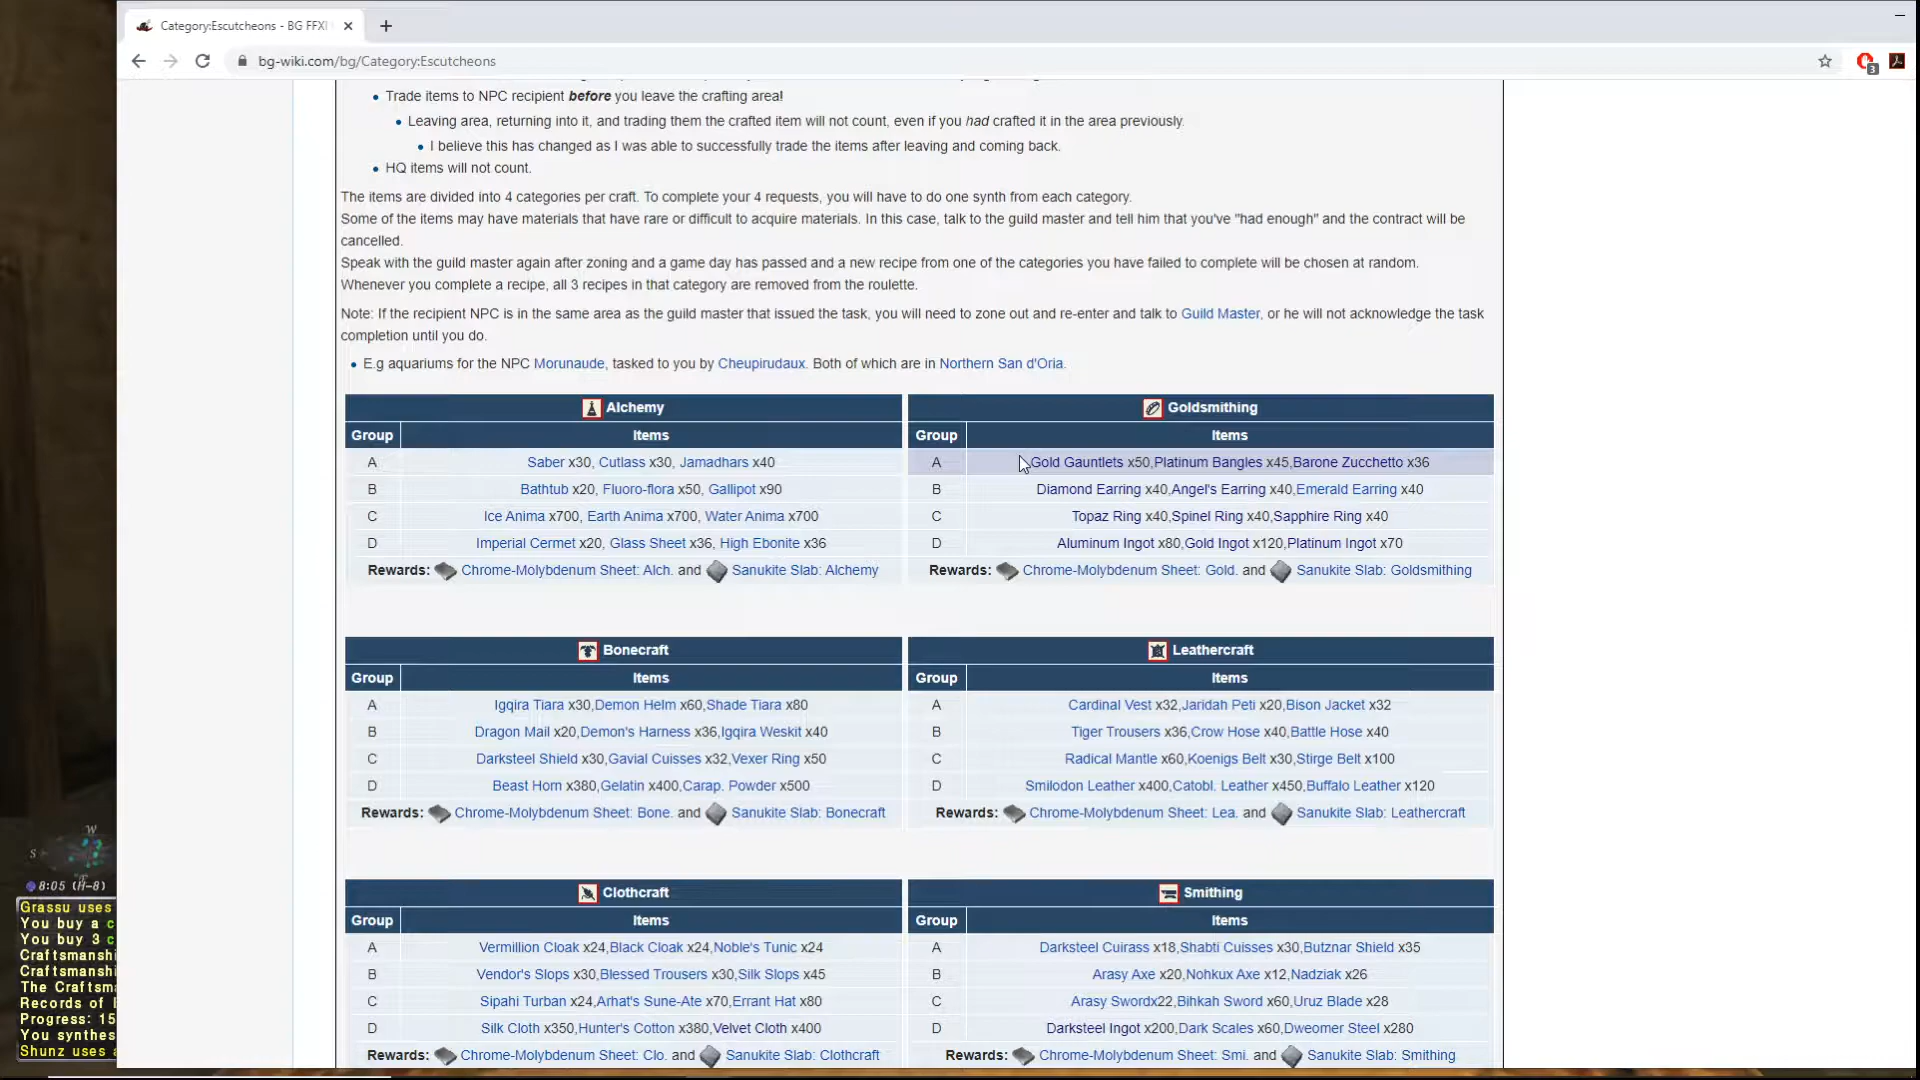 Category:Escutcheons - BG FFXI
bg-wiki.com/bg/Category:Escutcheons
3
Trade items to NPC recipient before you leave the crafting area!
Leaving area, returning into it, and trading them the crafted item will not count, even if you had crafted it in the area previously.
I believe this has changed as I was able to successfully trade the items after leaving and coming back.
HQ items will not count.
The items are divided into 4 categories per craft. To complete your 4 requests, you will have to do one synth from each category.
Some of the items may have materials that have rare or difficult to acquire materials. In this case, talk to the guild master and tell him that you've "had enough" and the contract will be
cancelled.
Speak with the guild master again after zoning and a game day has passed and a new recipe from one of the categories you have failed to complete will be chosen at random.
Whenever you complete a recipe, all 3 recipes in that category are removed from the roulette.
Note: If the recipient NPC is in the same area as the guild master that issued the task, you will need to zone out and re-enter and talk to Guild Master, or he will not acknowledge the task
completion until you do.
E.g aquariums for the NPC Morunaude, tasked to you by Cheupirudaux. Both of which are in Northern San d'Oria.
Alchemy
Group Items
A Saber x30, Cutlass x30, Jamadhars x40
B Bathtub x20, Fluoro-flora x50, Gallipot x90
C Ice Anima x700, Earth Anima x700, Water Anima x700
D Imperial Cermet x20, Glass Sheet x36, High Ebonite x36
Rewards: Chrome-Molybdenum Sheet: Alch. and Sanukite Slab: Alchemy
Goldsmithing
Group Items
A Gold Gauntlets x50,Platinum Bangles x45,Barone Zucchetto x36
B Diamond Earring x40,Angel's Earring x40,Emerald Earring x40
C Topaz Ring x40,Spinel Ring x40,Sapphire Ring x40
D Aluminum Ingot x80,Gold Ingot x120,Platinum Ingot x70
Rewards: Chrome-Molybdenum Sheet: Gold. and Sanukite Slab: Goldsmithing
Bonecraft
Group Items
A Igqira Tiara x30,Demon Helm x60,Shade Tiara x80
B Dragon Mail x20,Demon's Harness x36,Igqira Weskit x40
C Darksteel Shield x30,Gavial Cuisses x32,Vexer Ring x50
D Beast Horn x380,Gelatin x400,Carap. Powder x500
Rewards: Chrome-Molybdenum Sheet: Bone. and Sanukite Slab: Bonecraft
Leathercraft
Group Items
A Cardinal Vest x32,Jaridah Peti x20,Bison Jacket x32
B Tiger Trousers x36,Crow Hose x40,Battle Hose x40
C Radical Mantle x60,Koenigs Belt x30,Stirge Belt x100
D Smilodon Leather x400,Catobl. Leather x450,Buffalo Leather x120
Rewards: Chrome-Molybdenum Sheet: Lea. and Sanukite Slab: Leathercraft
Clothcraft
Group Items
A Vermillion Cloak x24,Black Cloak x24,Noble's Tunic x24
B Vendor's Slops x30,Blessed Trousers x30,Silk Slops x45
C Sipahi Turban x24,Arhat's Sune-Ate x70,Errant Hat x80
D Silk Cloth x350,Hunter's Cotton x380,Velvet Cloth x400
Rewards: Chrome-Molybdenum Sheet: Clo. and Sanukite Slab: Clothcraft
Smithing
Group Items
A Darksteel Cuirass x18,Shabti Cuisses x30,Butznar Shield x35
B Arasy Axe x20,Nohkux Axe x12,Nadziak x26
C Arasy Swordx22,Bihkah Sword x60,Uruz Blade x28
D Darksteel Ingot x200,Dark Scales x60,Dweomer Steel x280
Rewards: Chrome-Molybdenum Sheet: Smi. and Sanukite Slab: Smithing
W
S
8:05 (H-8)
Grassu uses
You buy a c
You buy 3 c
Craftsmansh
Craftsmansh
The Craftsma
Records of
Progress: 15
You synthes
Shunz uses a